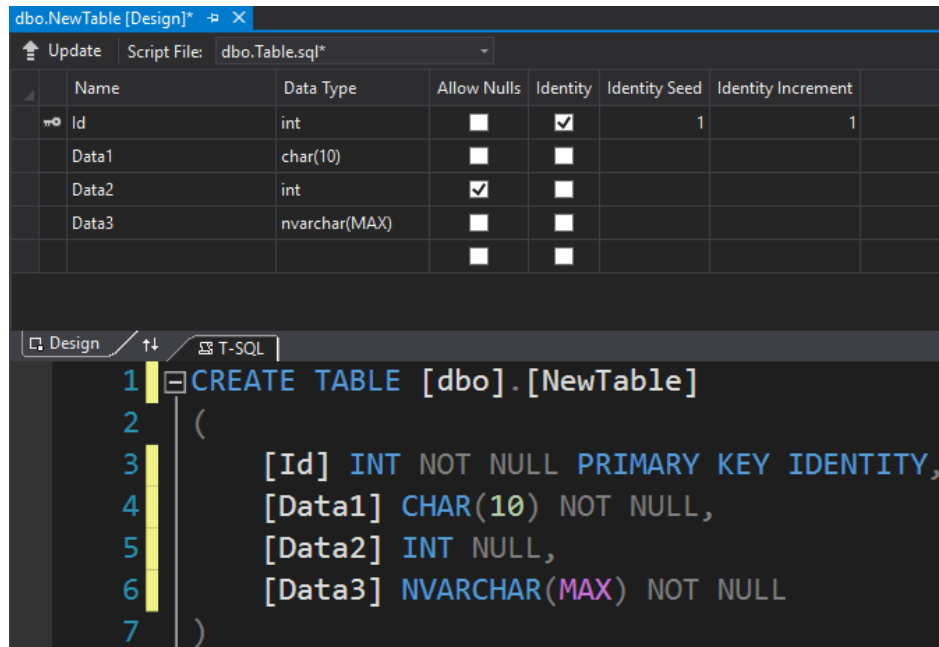 dbo.NewTable [Design]*
Update Script File: dbo.Table.sql*
Name Data Type Allow Nulls Identity Identity Seed Identity Increment
Id int 1 1
Data1 char(10)
Data2 int
Data3 nvarchar(MAX)
Design T-SQL
1 CREATE TABLE [dbo].[NewTable]
2 (
3 [Id] INT NOT NULL PRIMARY KEY IDENTITY,
4 [Data1] CHAR(10) NOT NULL,
5 [Data2] INT NULL,
6 [Data3] NVARCHAR(MAX) NOT NULL
7 )